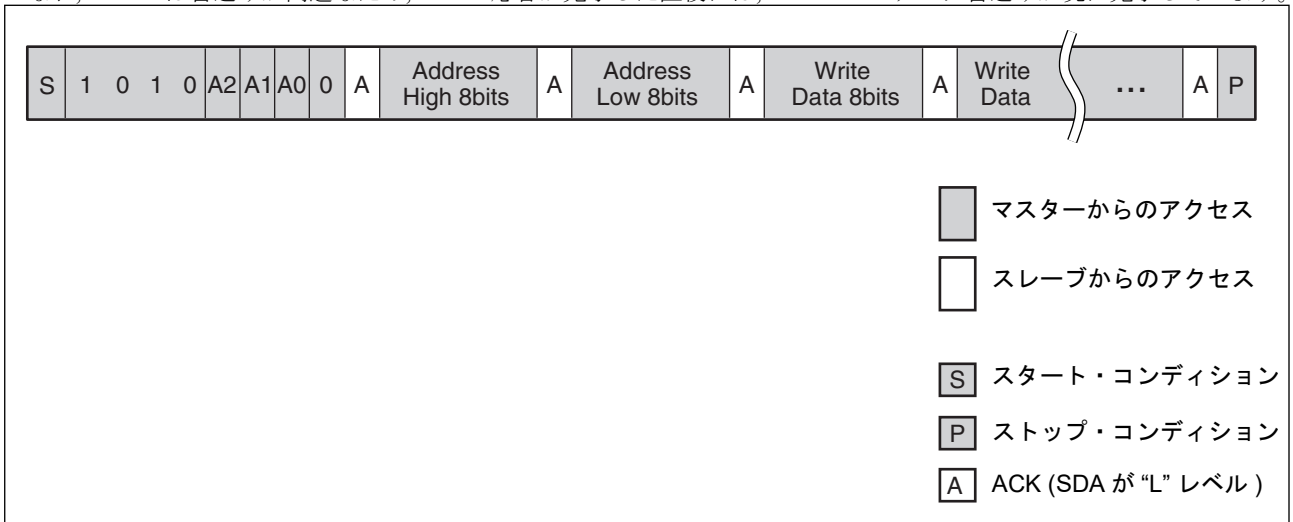 S 1 0 1 0 A2 A1 A0 0 A Address High 8bits A Address Low 8bits A Write Data 8bits A Write Data ... A P
マスターからのアクセス
スレーブからのアクセス
S スタート・コンディション
P ストップ・コンディション
A ACK (SDA が “L” レベル )